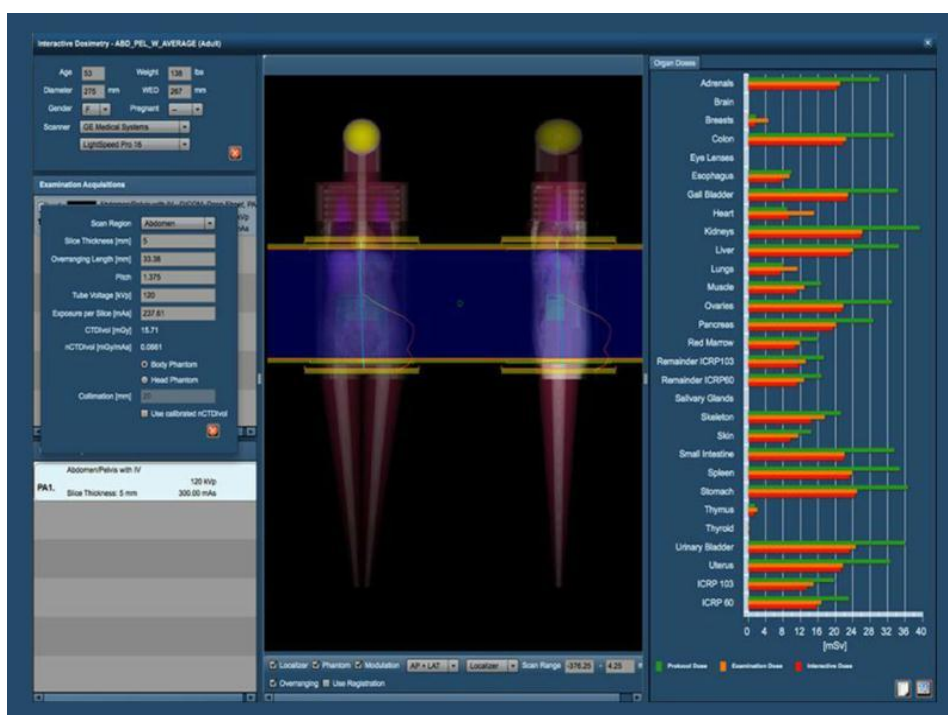 Interactive Dosimetry - ABD_PEL_W_AVERAGE (Adult)
Age 53 Weight 138 lbs
Diameter 275 mm WED 267 mm
Gender F Pregnant --
Scanner GE Medical Systems
LightSpeed Pro 16
Examination Acquisitions
Scan Region Abdomen
Slice Thickness [mm] 5
Overranging Length [mm] 33.38
Pitch 1.375
Tube Voltage [kVp] 120
Exposure per Slice [mAs] 237.61
CTDIvol [mGy] 15.71
nCTDIvol [mGy/mAs] 0.0661
Body Phantom
Head Phantom
Collimation [mm] 20
Use calibrated nCTDIvol
kVp
mAs
Abdomen/Pelvis with IV
PA1. 120 kVp
Slice Thickness: 5 mm 300.00 mAs
Localizer Phantom Modulation AP + LAT Localizer Scan Range -376.25 - 4.25
Overranging Use Registration
Organ Doses
Adrenals
Brain
Breasts
Colon
Eye Lenses
Esophagus
Gall Bladder
Heart
Kidneys
Liver
Lungs
Muscle
Ovaries
Pancreas
Red Marrow
Remainder ICRP103
Remainder ICRP60
Salivary Glands
Skeleton
Skin
Small Intestine
Spleen
Stomach
Thymus
Thyroid
Urinary Bladder
Uterus
ICRP 103
ICRP 60
0 4 8 12 16 20 24 28 32 36 40
[mSv]
Protocol Dose Examination Dose Interactive Dose